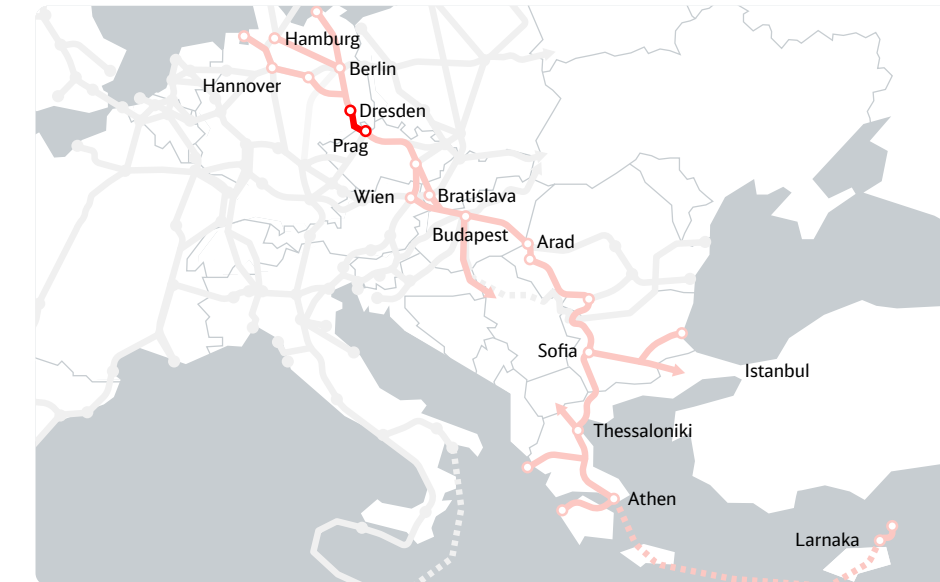 Hamburg
Berlin
Hannover
Dresden
Prag
Wien
Bratislava
Budapest
Arad
Sofia
Istanbul
Thessaloniki
Athen
Larnaka